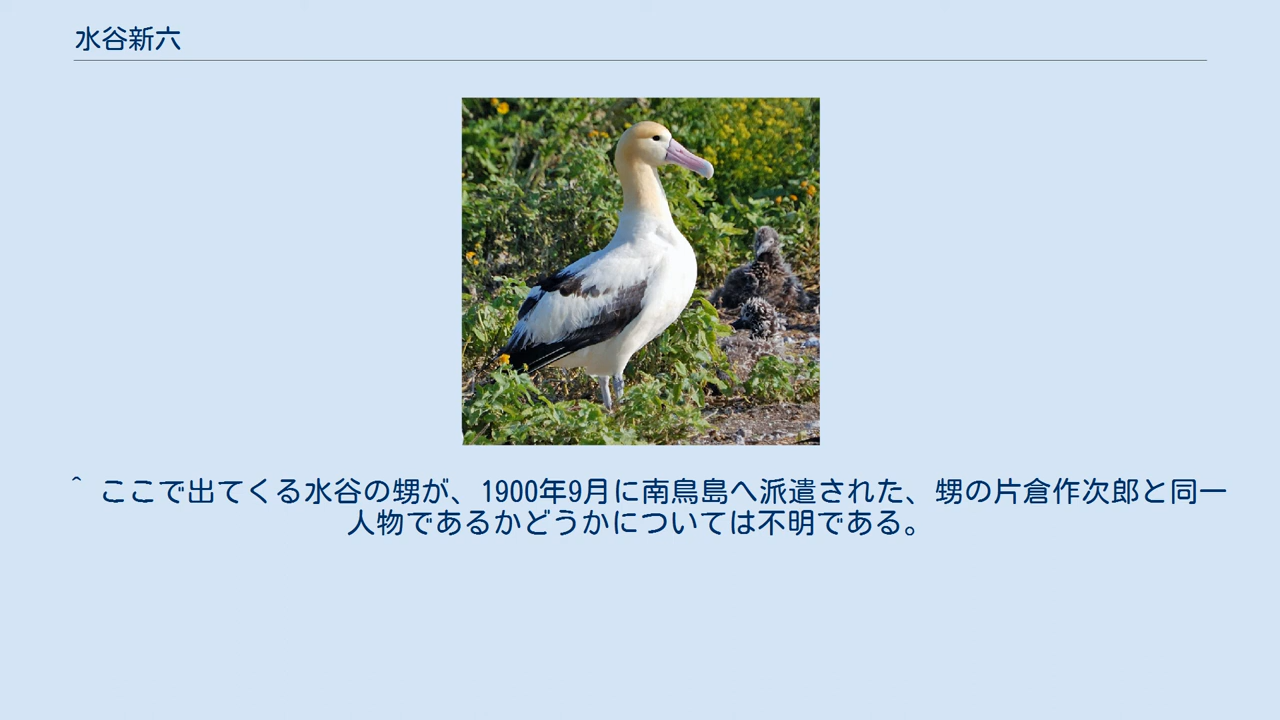 水谷新六
^ ここで出てくる水谷の甥が、1900年9月に南鳥島へ派遣された、甥の片倉作次郎と同一
人物であるかどうかについては不明である。